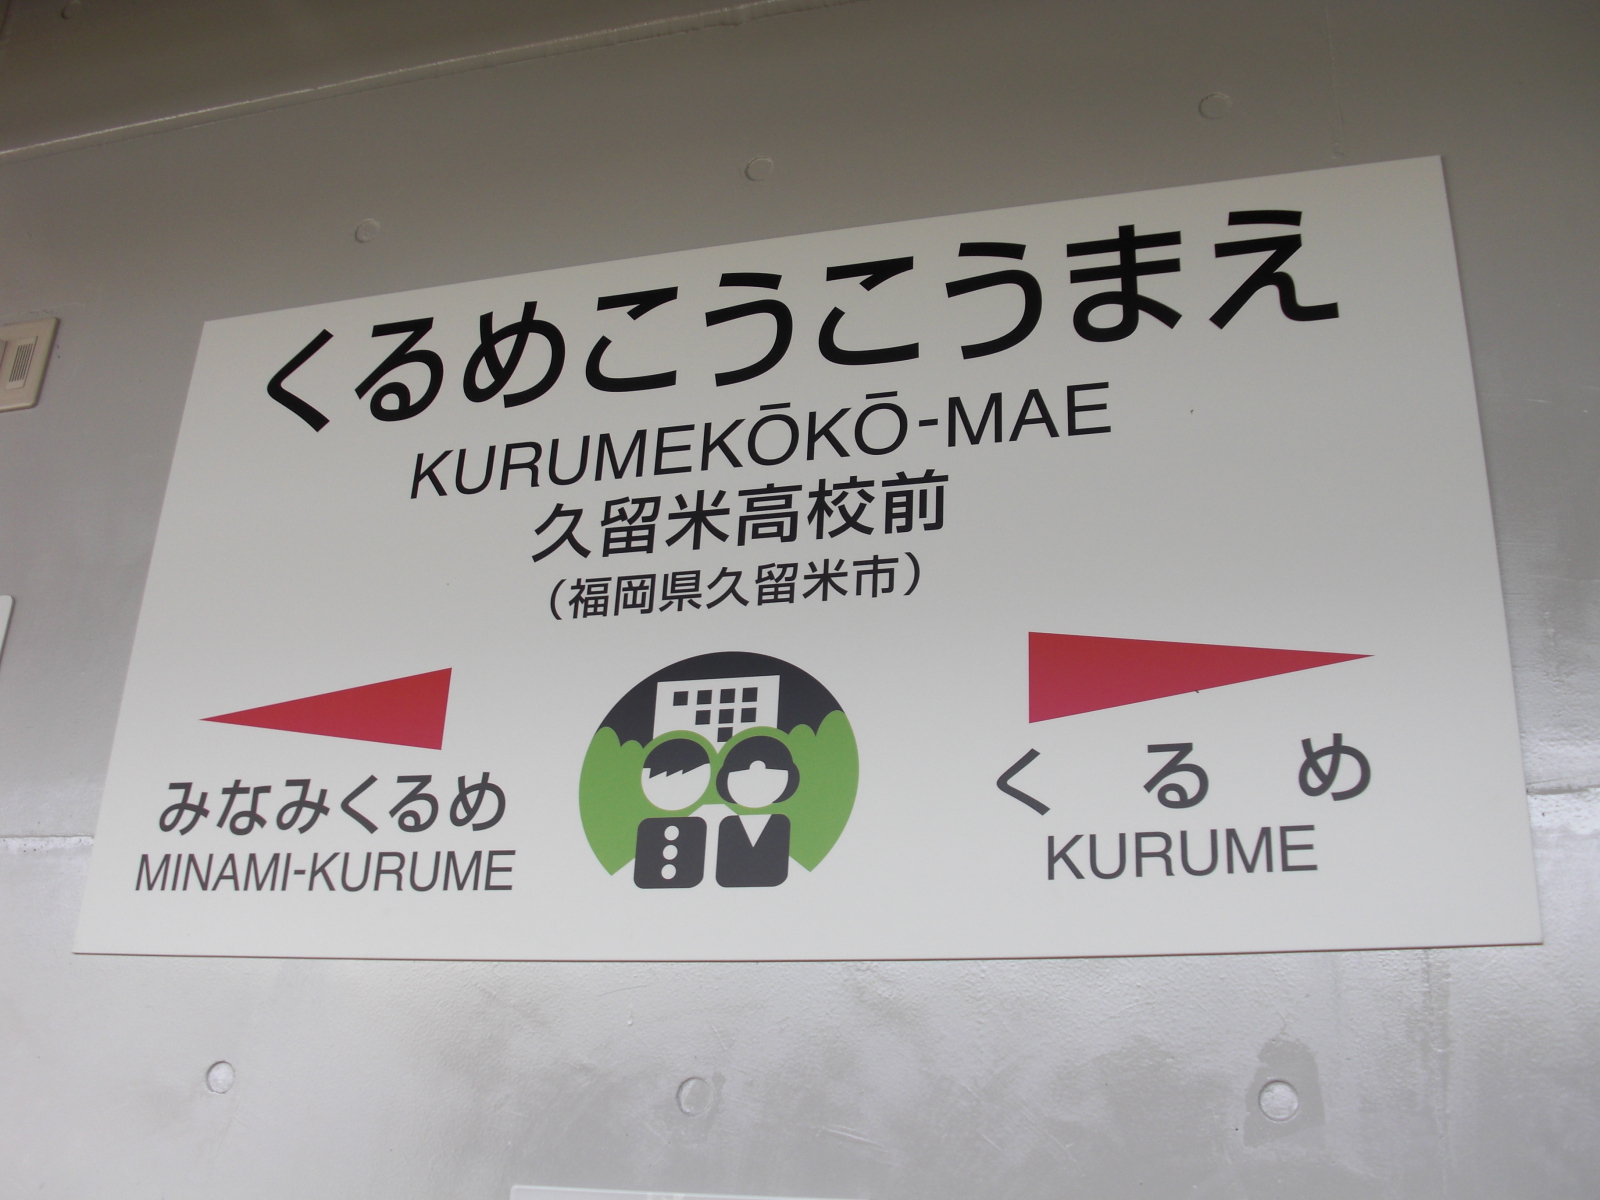 くるめこうこうまえ
KURUMEKŌKŌ-MAE
久留米高校前
（福岡県久留米市）
みなみくるめ
MINAMI-KURUME
くるめ
KURUME